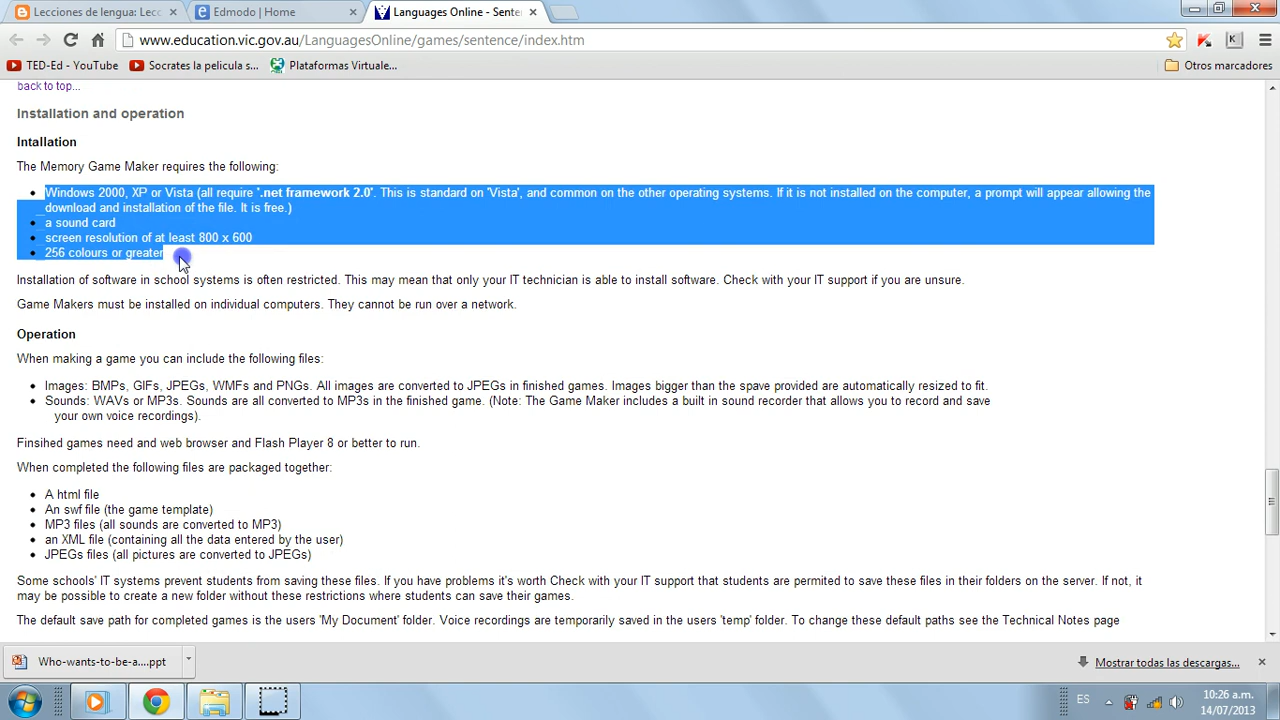 Lecciones de lengua: Lecc
Edmodo | Home
Languages Online - Senten
www.education.vic.gov.au/LanguagesOnline/games/sentence/index.htm
TED-Ed - YouTube
Socrates la pelicula s...
Plataformas Virtuale...
Otros marcadores
back to top...
Installation and operation
Intallation
The Memory Game Maker requires the following:
Windows 2000, XP or Vista (all require '.net framework 2.0'. This is standard on 'Vista', and common on the other operating systems. If it is not installed on the computer, a prompt will appear allowing the
download and installation of the file. It is free.)
a sound card
screen resolution of at least 800 x 600
256 colours or greater
Installation of software in school systems is often restricted. This may mean that only your IT technician is able to install software. Check with your IT support if you are unsure.
Game Makers must be installed on individual computers. They cannot be run over a network.
Operation
When making a game you can include the following files:
Images: BMPs, GIFs, JPEGs, WMFs and PNGs. All images are converted to JPEGs in finished games. Images bigger than the spave provided are automatically resized to fit.
Sounds: WAVs or MP3s. Sounds are all converted to MP3s in the finished game. (Note: The Game Maker includes a built in sound recorder that allows you to record and save
your own voice recordings).
Finsihed games need and web browser and Flash Player 8 or better to run.
When completed the following files are packaged together:
A html file
An swf file (the game template)
MP3 files (all sounds are converted to MP3)
an XML file (containing all the data entered by the user)
JPEGs files (all pictures are converted to JPEGs)
Some schools' IT systems prevent students from saving these files. If you have problems it's worth Check with your IT support that students are permited to save these files in their folders on the server. If not, it
may be possible to create a new folder without these restrictions where students can save their games.
The default save path for completed games is the users 'My Document' folder. Voice recordings are temporarily saved in the users 'temp' folder. To change these default paths see the Technical Notes page
Who-wants-to-be-a....ppt
Mostrar todas las descargas...
ES
10:26 a.m.
14/07/2013